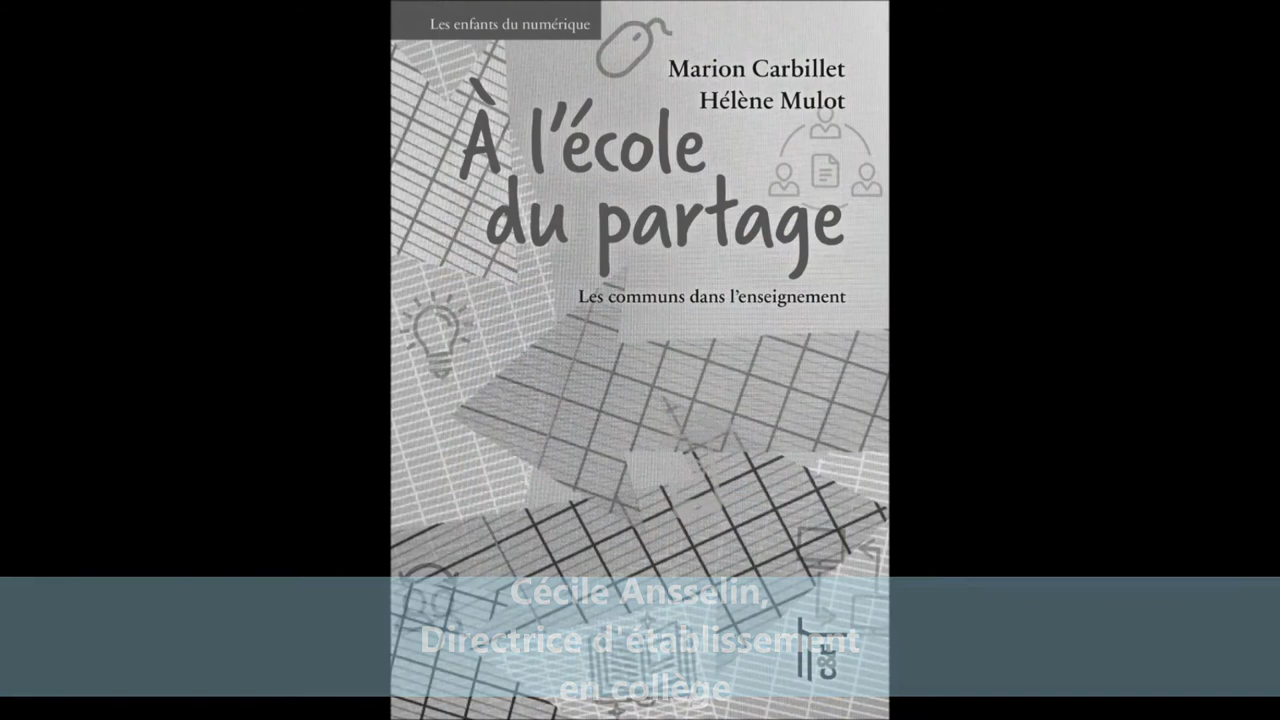 Les enfants du numérique
Marion Carbillet
Hélène Mulot
À l'école
du partage
Les communs dans l'enseignement
Cécile Ansselin,
Directrice d'établissement
en collège
C&F